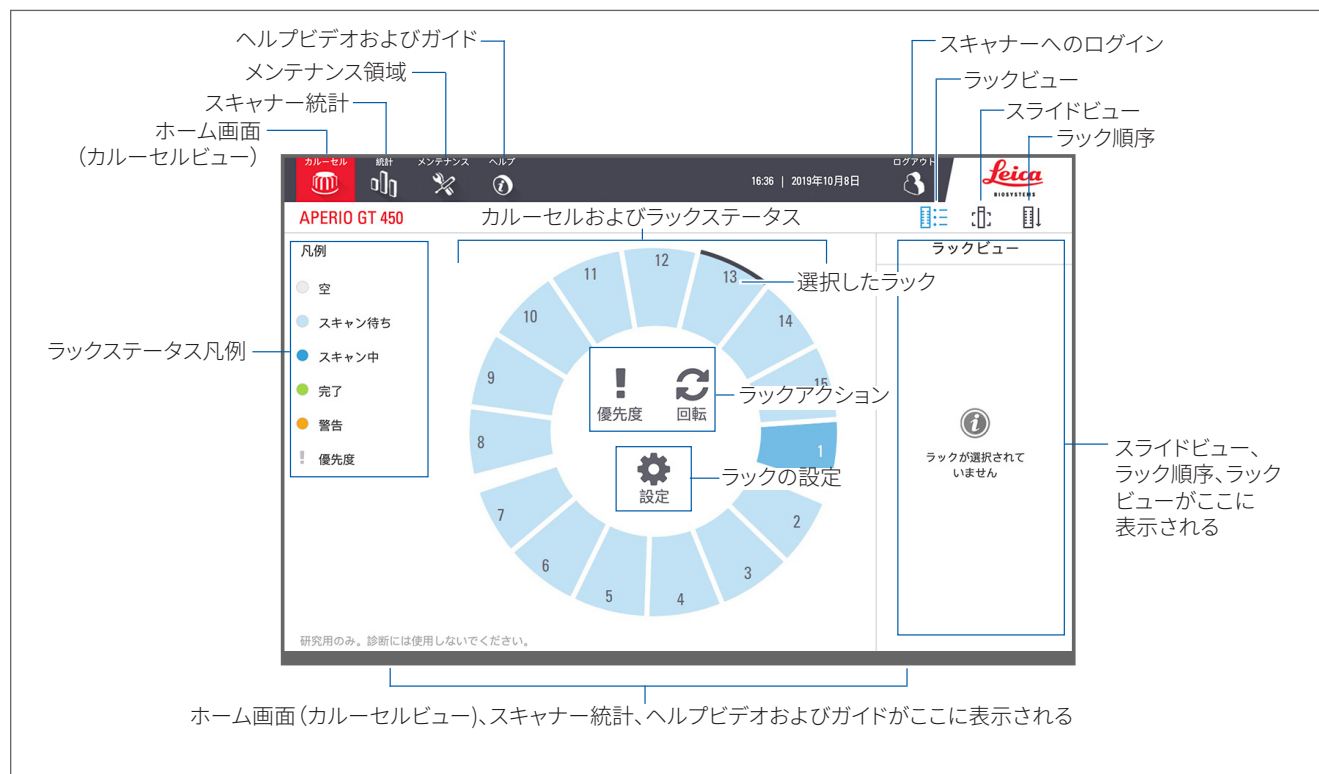 ヘルプビデオおよびガイド
スキャナーへのログイン
メンテナンス領域
ラックビュー
スキャナー統計
スライドビュー
ホーム画面
(カルーセルビュー)
ラック順序
カルーセル
統計
メンテナンス
ヘルプ
16:36 | 2019年10月8日
ログアウト
Leica
BIOSYSTEMS
APERIO GT 450
カルーセルおよびラックステータス
凡例
空
スキャン待ち
スキャン中
完了
警告
優先度
ラックステータス凡例
12
11
13
選択したラック
10
14
9
15
8
1
7
2
6
3
5
4
優先度
回転
ラックアクション
設定
ラックの設定
ラックビュー
ラックが選択されて
いません
スライドビュー、
ラック順序、ラック
ビューがここに
表示される
研究用のみ。診断には使用しないでください。
ホーム画面(カルーセルビュー)、スキャナー統計、ヘルプビデオおよびガイドがここに表示される